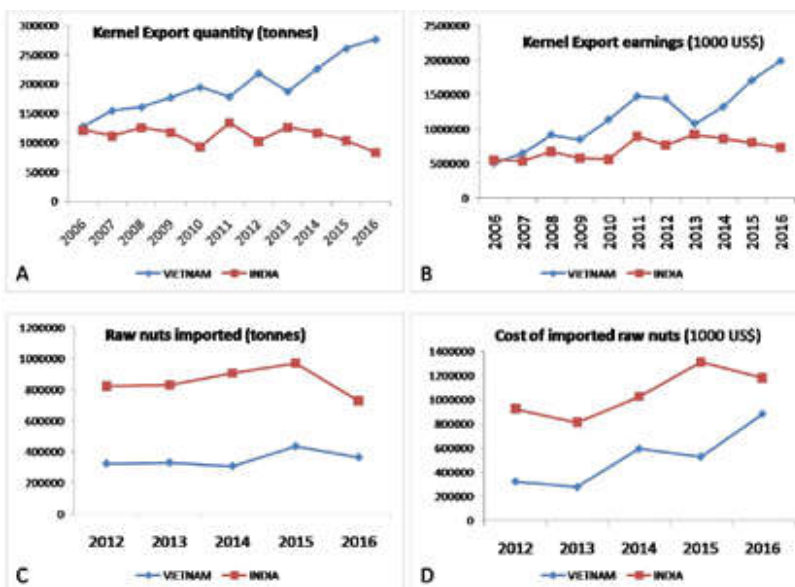 Kernel Export quantity (tonnes)
300000
250000
200000
150000
100000
50000
0
2006 2007 2008 2009 2010 2011 2012 2013 2014 2015 2016
A
VIETNAM INDIA
Kernel Export earnings (1000 US$)
2500000
2000000
1500000
1000000
500000
0
2006 2007 2008 2009 2010 2011 2012 2013 2014 2015 2016
B
VIETNAM INDIA
Raw nuts imported (tonnes)
1200000
1000000
800000
600000
400000
200000
0
2012 2013 2014 2015 2016
C
VIETNAM INDIA
Cost of imported raw nuts (1000 US$)
1400000
1200000
1000000
800000
600000
400000
200000
0
2012 2013 2014 2015 2016
D
VIETNAM INDIA